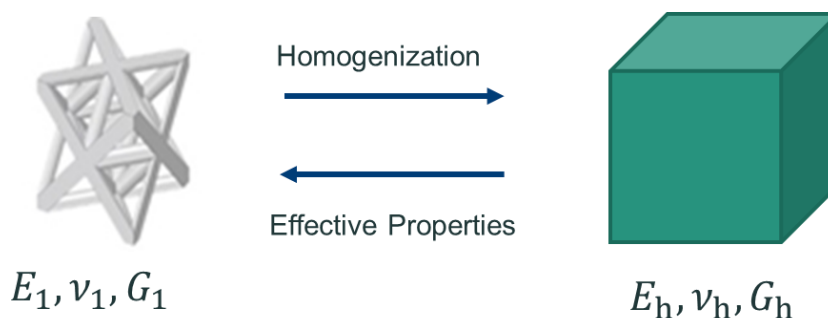 Homogenization
Effective Properties
E₁, ν₁, G₁
Eₕ, νₕ, Gₕ